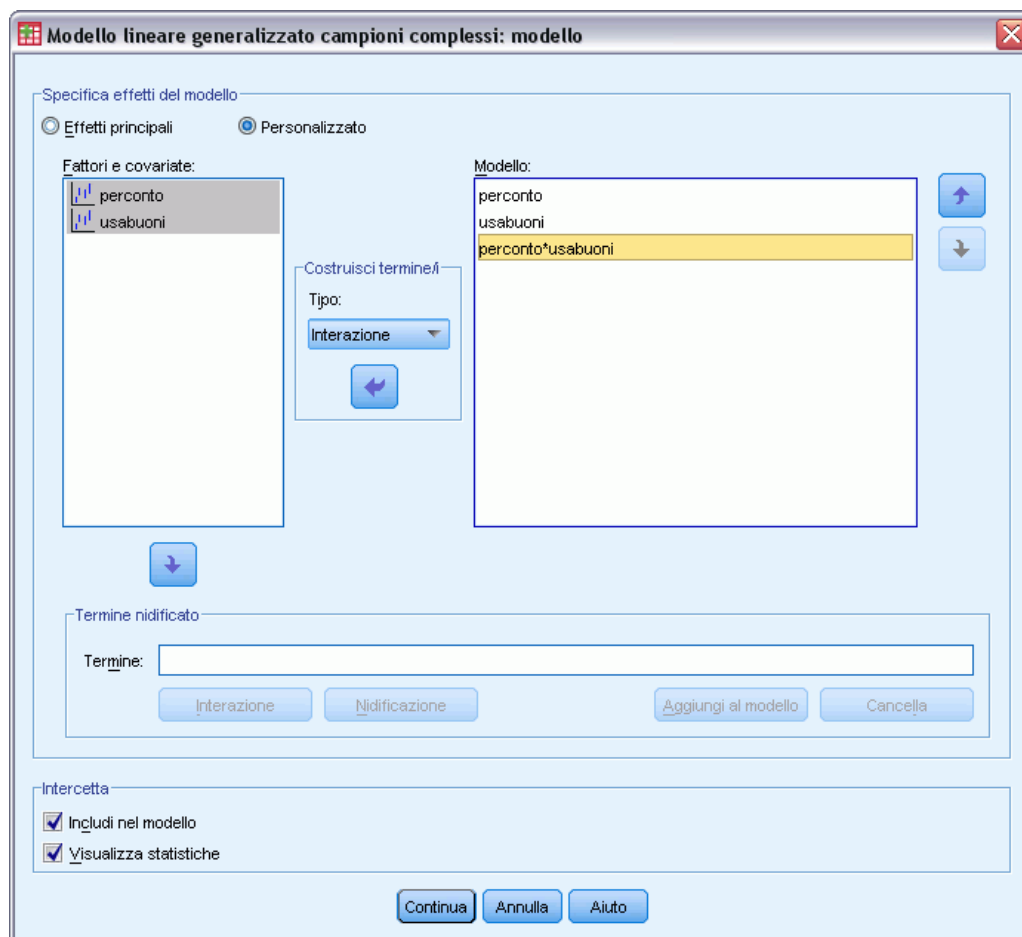 Modello lineare generalizzato campioni complessi: modello
Specifica effetti del modello
Effetti principali
Personalizzato
Fattori e covariate:
perconto
usabuoni
Costruisci termine/i
Tipo:
Interazione
Modello:
perconto
usabuoni
perconto*usabuoni
Termine nidificato
Termine:
Interazione
Nidificazione
Aggiungi al modello
Cancella
Intercetta
Includi nel modello
Visualizza statistiche
Continua
Annulla
Aiuto